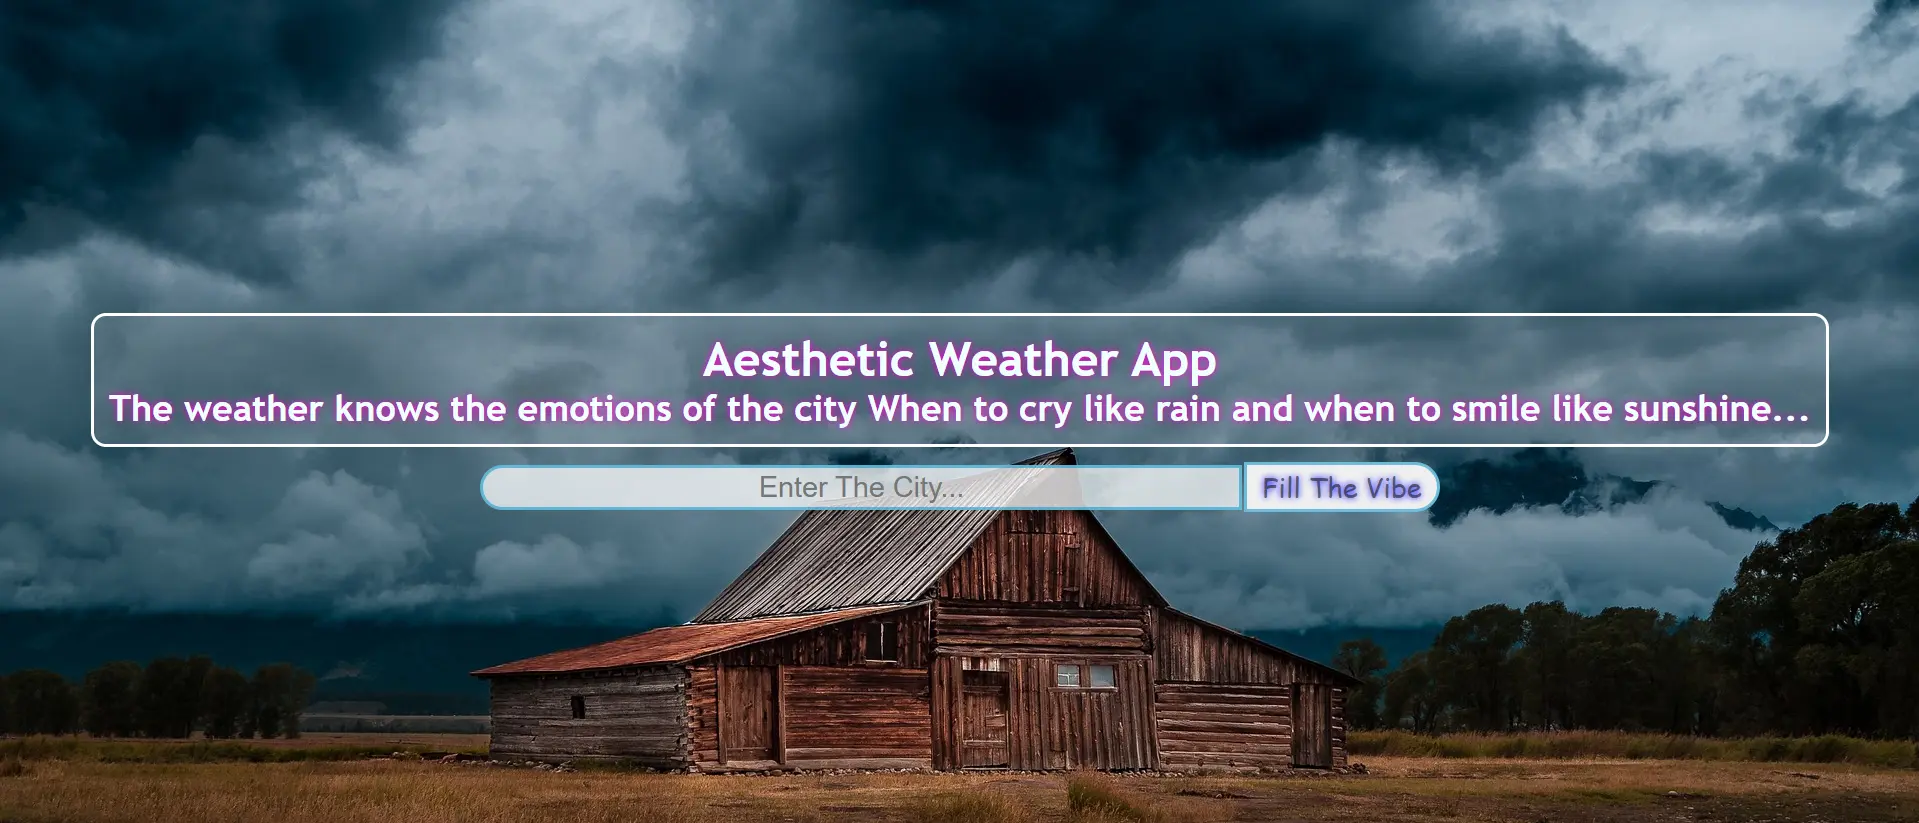 Aesthetic Weather App
The weather knows the emotions of the city When to cry like rain and when to smile like sunshine...
Enter The City...
Fill The Vibe